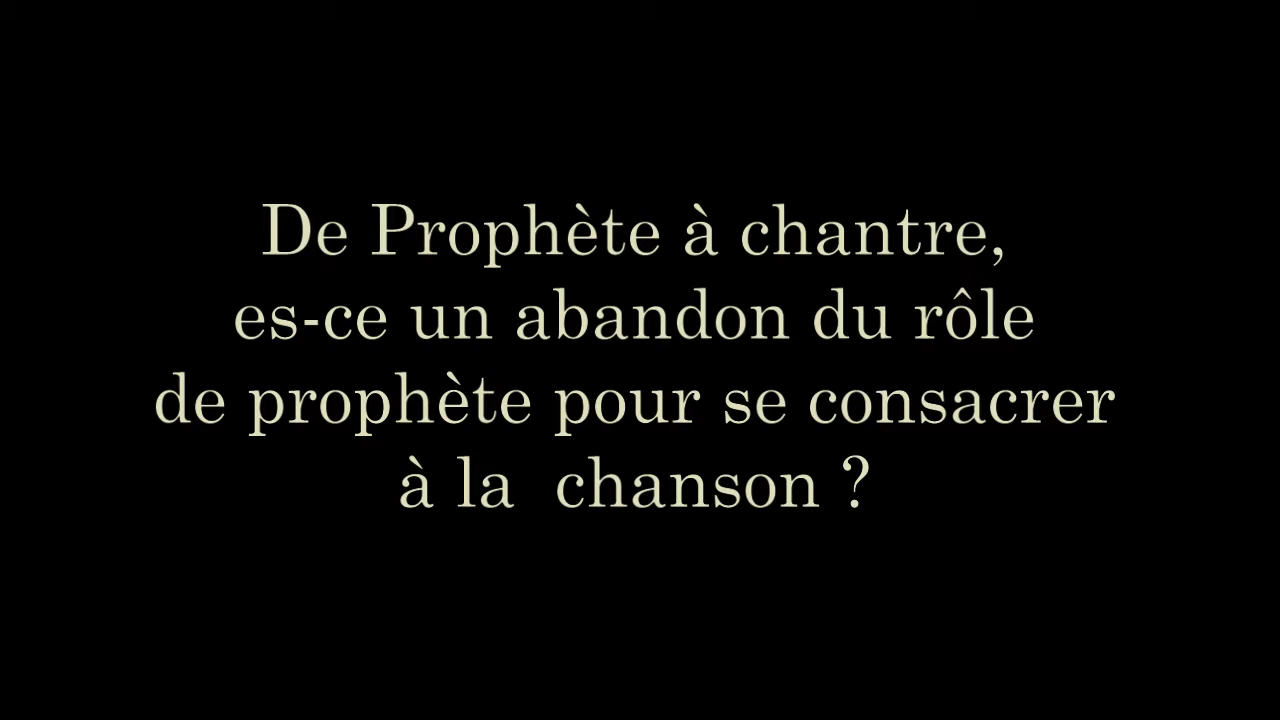 De Prophète à chantre,
es-ce un abandon du rôle
de prophète pour se consacrer
à la  chanson ?